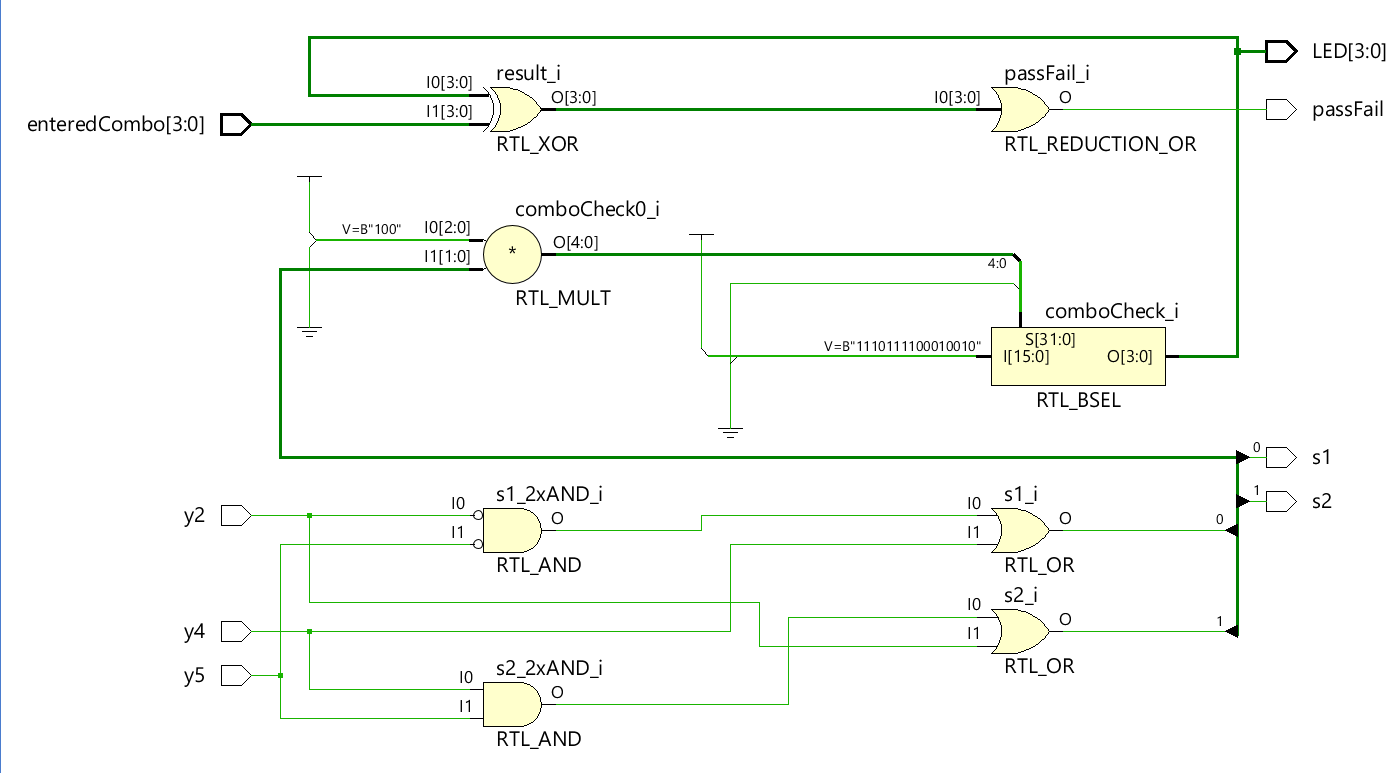 LED[3:0]
result_i
passFail_i
I0[3:0]
O[3:0]
I0[3:0]
O
passFail
I1[3:0]
enteredCombo[3:0]
RTL_XOR
RTL_REDUCTION_OR
comboCheck0_i
V=B"100"
I0[2:0]
O[4:0]
*
I1[1:0]
4:0
RTL_MULT
comboCheck_i
S[31:0]
V=B"1110111100010010"
I[15:0]
O[3:0]
RTL_BSEL
0
s1
s1_2xAND_i
s1_i
1
s2
I0
I0
y2
O
O
0
I1
I1
RTL_AND
RTL_OR
s2_i
I0
O
1
y4
I1
s2_2xAND_i
RTL_OR
y5
I0
O
I1
RTL_AND